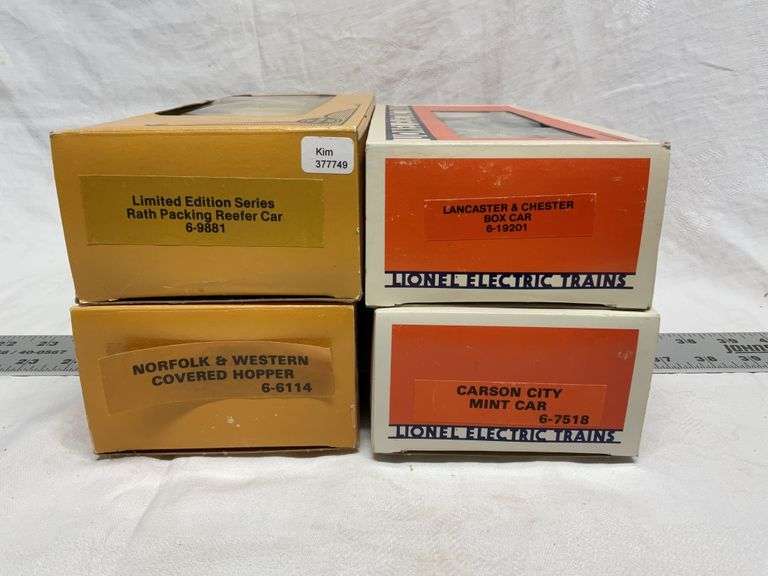 Kim
377749
Limited Edition Series
Rath Packing Reefer Car
6-9881
LANCASTER & CHESTER
BOX CAR
6-19201
LIONEL ELECTRIC TRAINS
NORFOLK & WESTERN
COVERED HOPPER
6-6114
CARSON CITY
MINT CAR
6-7518
LIONEL ELECTRIC TRAINS